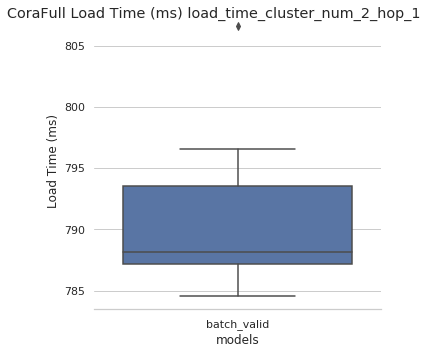 CoraFull Load Time (ms) load_time_cluster_num_2_hop_1
805
800
795
790
785
Load Time (ms)
batch_valid
models